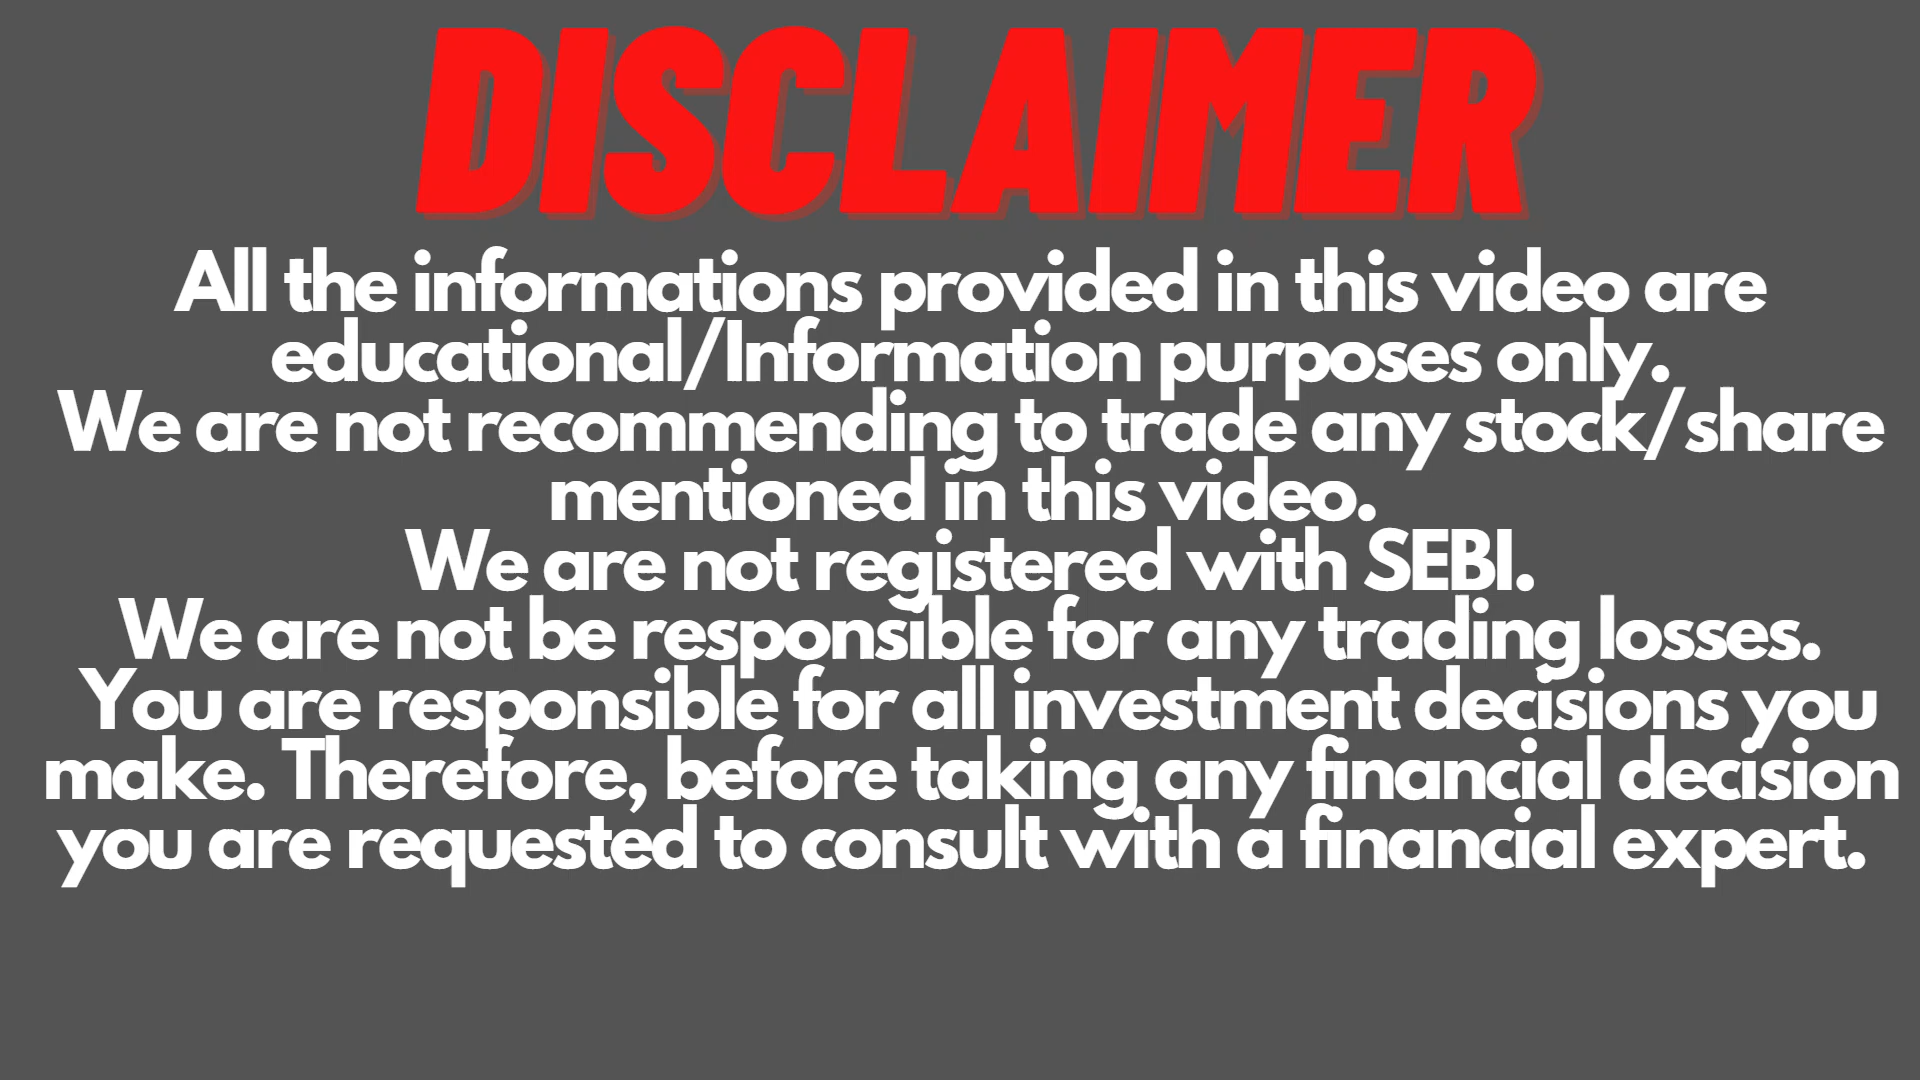 DISCLAIMER
All the informations provided in this video are
educational/Information purposes only.
We are not recommending to trade any stock/share
mentioned in this video.
We are not registered with SEBI.
We are not be responsible for any trading losses.
You are responsible for all investment decisions you
make. Therefore, before taking any financial decision
you are requested to consult with a financial expert.